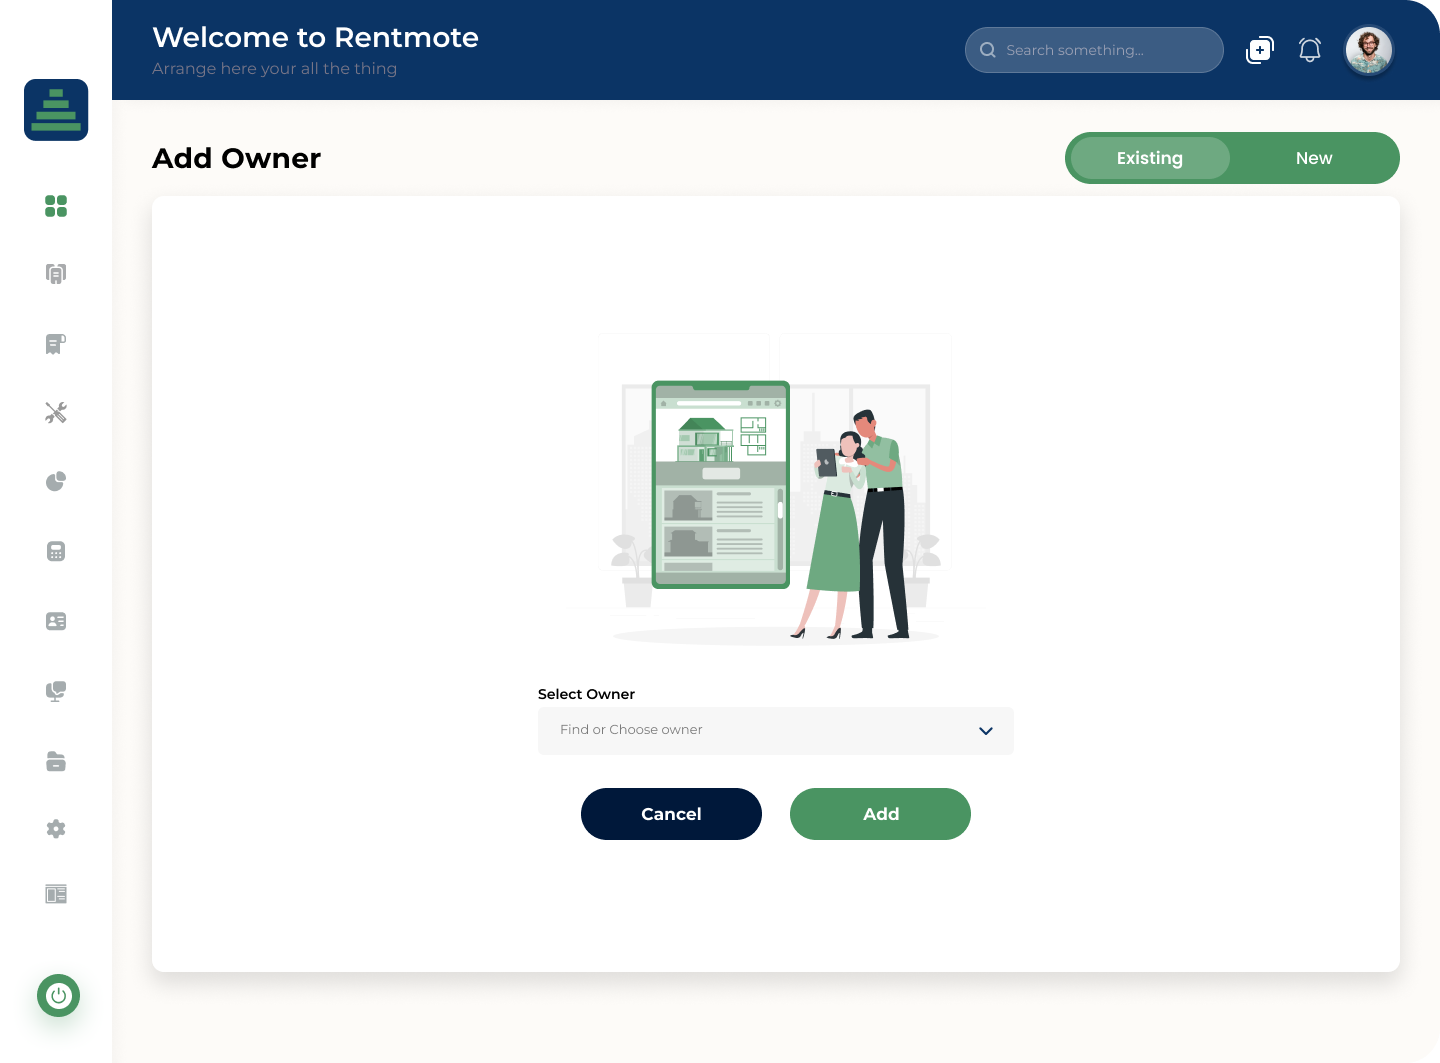 Welcome to Rentmote
Arrange here your all the thing
Search something...
Add Owner
Existing
New
Select Owner
Find or Choose owner
Cancel
Add